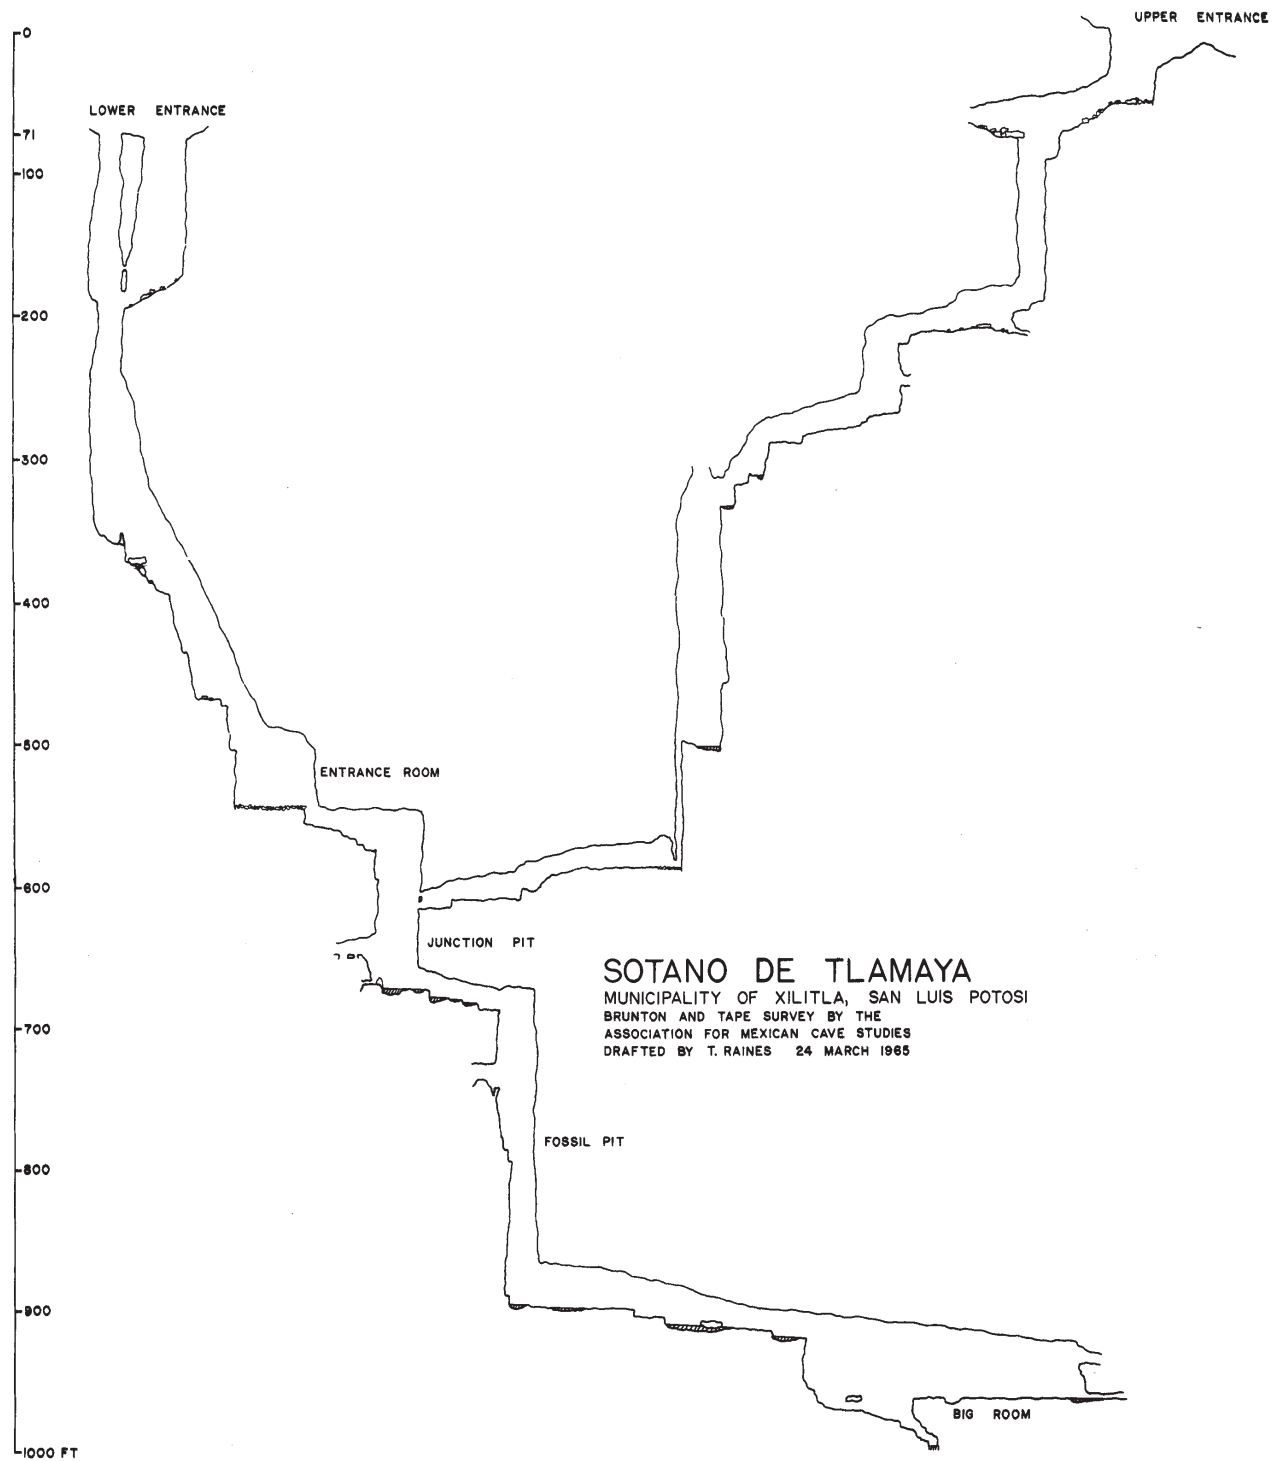 UPPER ENTRANCE
0
LOWER ENTRANCE
71
100
200
300
400
500
ENTRANCE ROOM
600
JUNCTION PIT
SOTANO DE TLAMAYA
MUNICIPALITY OF XILITLA, SAN LUIS POTOSI
BRUNTON AND TAPE SURVEY BY THE
ASSOCIATION FOR MEXICAN CAVE STUDIES
DRAFTED BY T. RAINES 24 MARCH 1965
700
FOSSIL PIT
800
900
BIG ROOM
1000 FT